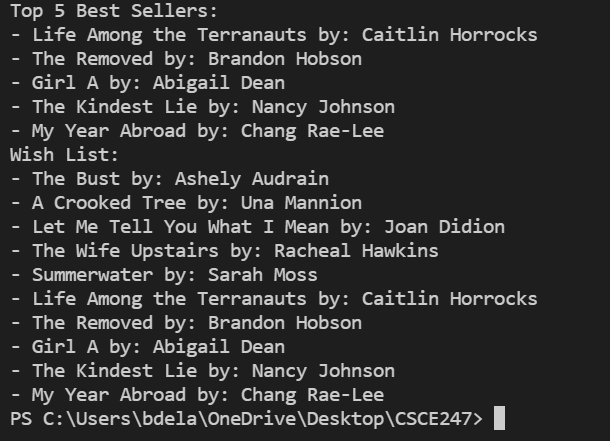 Top 5 Best Sellers:
- Life Among the Terranauts by: Caitlin Horrocks
- The Removed by: Brandon Hobson
- Girl A by: Abigail Dean
- The Kindest Lie by: Nancy Johnson
- My Year Abroad by: Chang Rae-Lee
Wish List:
- The Bust by: Ashely Audrain
- A Crooked Tree by: Una Mannion
- Let Me Tell You What I Mean by: Joan Didion
- The Wife Upstairs by: Racheal Hawkins
- Summerwater by: Sarah Moss
- Life Among the Terranauts by: Caitlin Horrocks
- The Removed by: Brandon Hobson
- Girl A by: Abigail Dean
- The Kindest Lie by: Nancy Johnson
- My Year Abroad by: Chang Rae-Lee
PS C:\Users\bdela\OneDrive\Desktop\CSCE247>